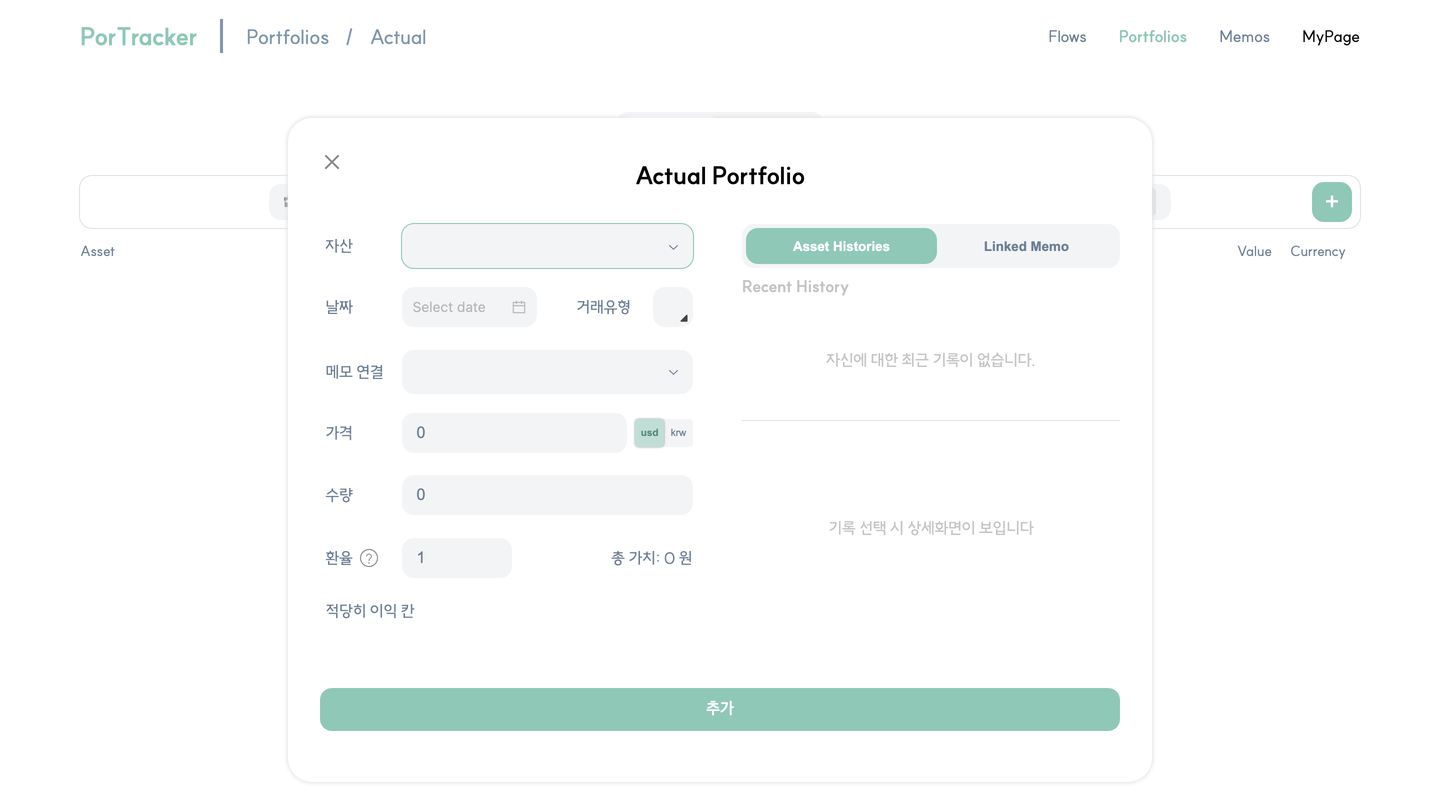 PorTracker
Portfolios / Actual
Flows
Portfolios
Memos
MyPage
Actual Portfolio
Asset
Value
Currency
자산
날짜
Select date
거래유형
메모 연결
가격
0
usd
krw
수량
0
환율
1
총 가치: 0 원
적당히 이익 칸
Asset Histories
Linked Memo
Recent History
자신에 대한 최근 기록이 없습니다.
기록 선택 시 상세화면이 보입니다
추가